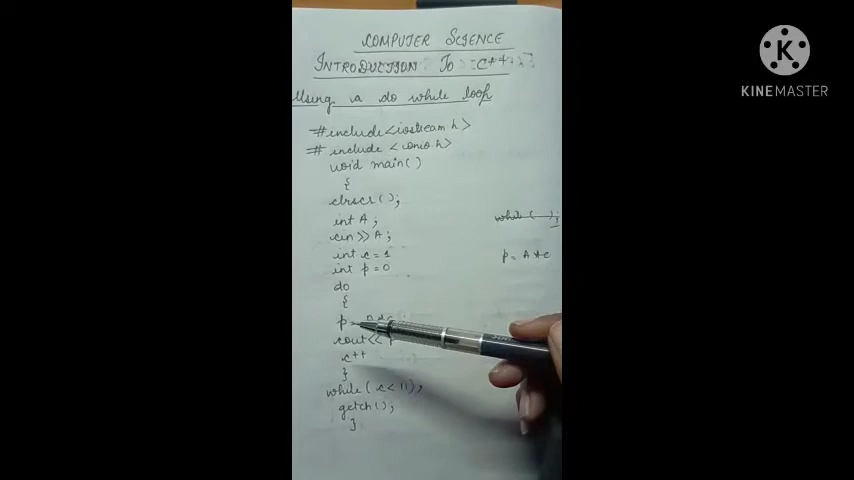 COMPUTER SCIENCE
INTRODUCTION TO C++
Using a do while loop
#include<iostream.h>
#include <conio.h>
void main()
{
clrscr();
int A;
cin>>A;
int c=1
int p=0
do
{
p=
cout<<
c++
}
while(c<11);
getch();
}
while( );
p=A*c
K
KINEMASTER